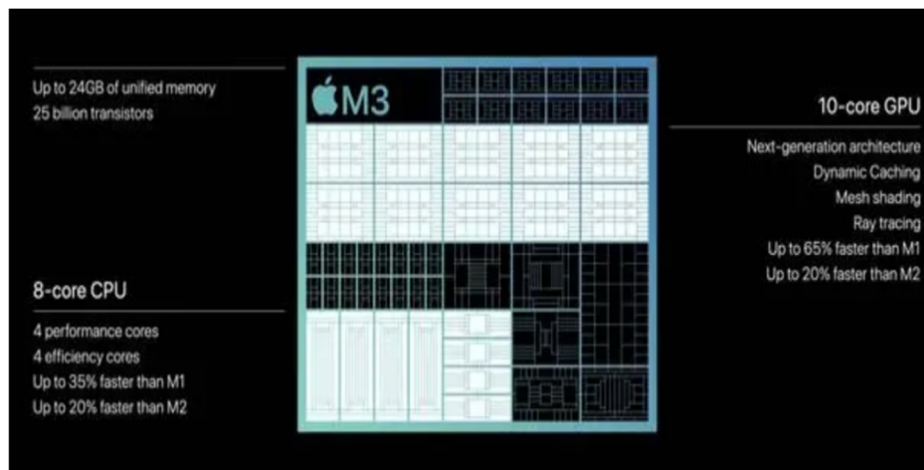 Up to 24GB of unified memory
25 billion transistors
M3
10-core GPU
Next-generation architecture
Dynamic Caching
Mesh shading
Ray tracing
Up to 65% faster than M1
Up to 20% faster than M2
8-core CPU
4 performance cores
4 efficiency cores
Up to 35% faster than M1
Up to 20% faster than M2